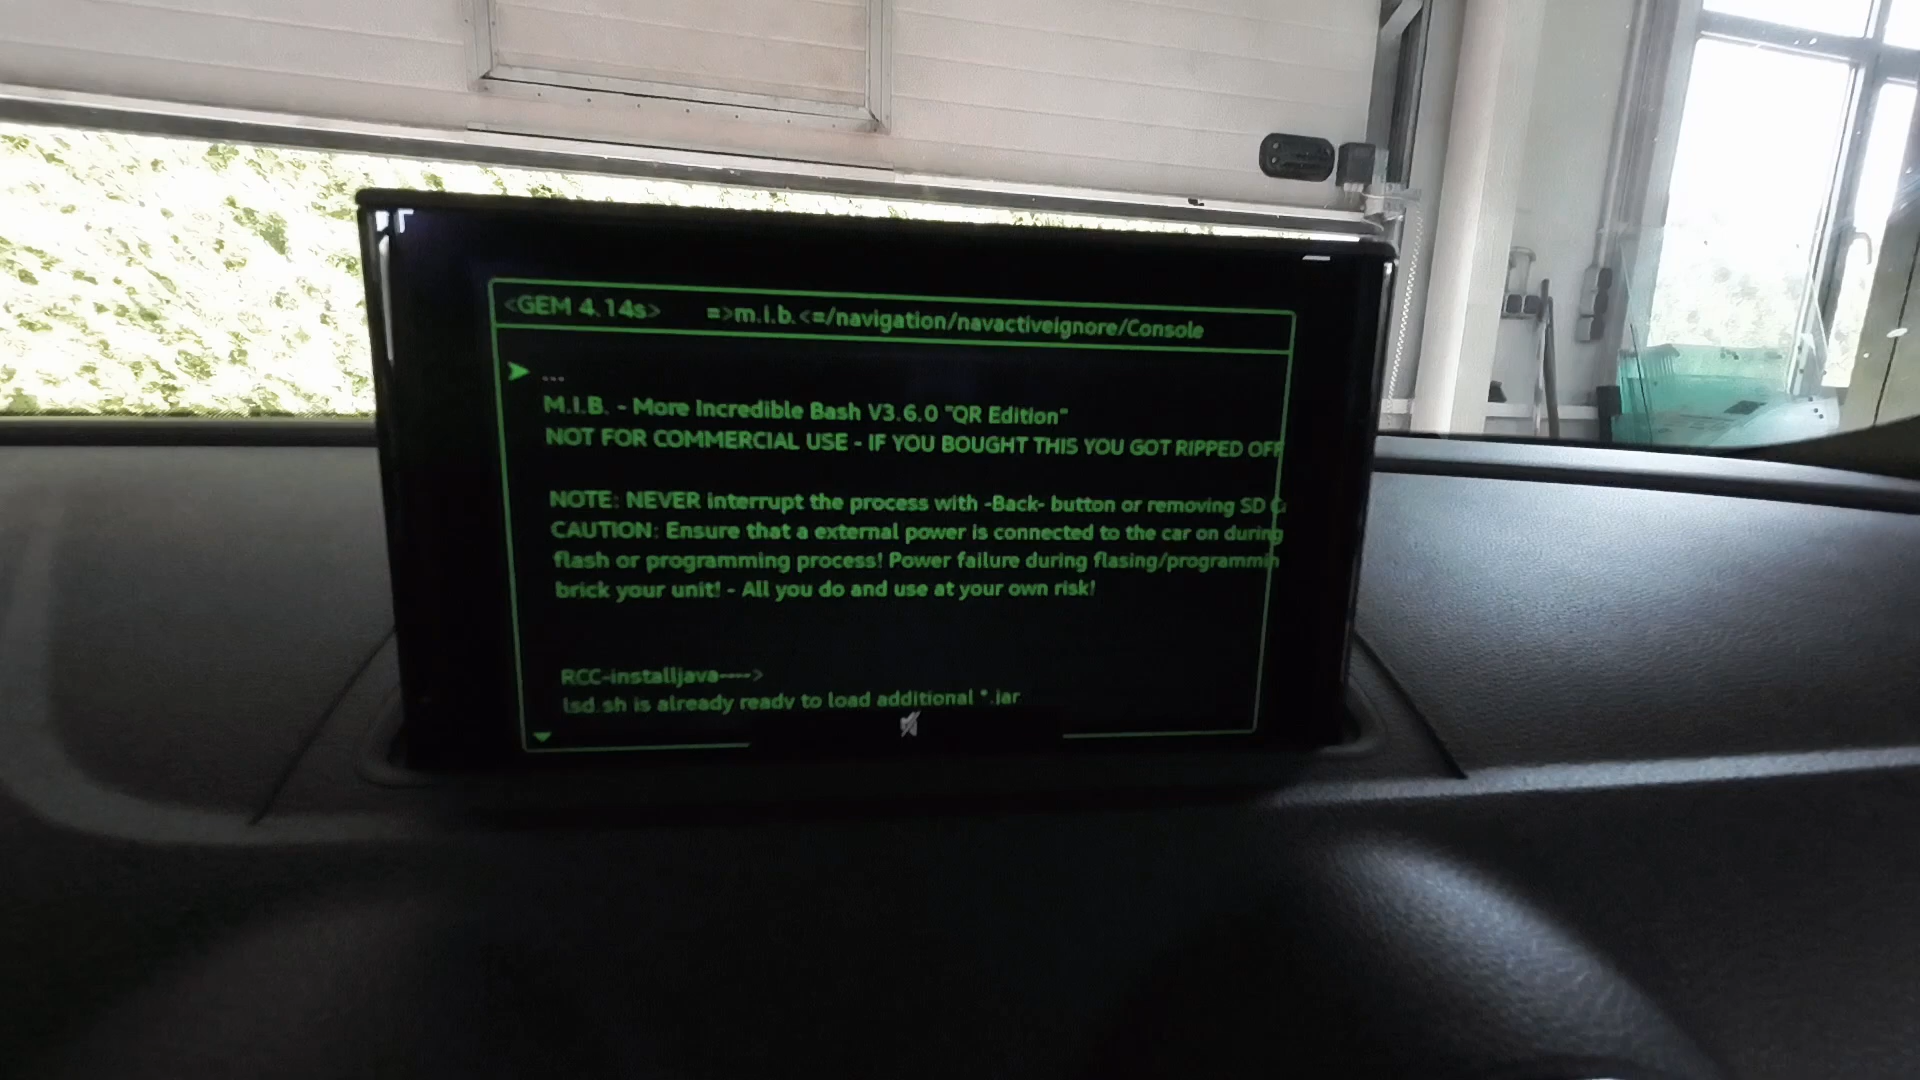 <GEM 4.14s> =>m.i.b.<=/navigation/navactiveignore/Console
...
M.I.B. - More Incredible Bash V3.6.0 "QR Edition"
NOT FOR COMMERCIAL USE - IF YOU BOUGHT THIS YOU GOT RIPPED OFF
NOTE: NEVER interrupt the process with -Back- button or removing SD
CAUTION: Ensure that a external power is connected to the car on during
flash or programming process! Power failure during flasing/programmin
brick your unit! - All you do and use at your own risk!
RCC-installjava---->
lsd.sh is already ready to load additional *.jar